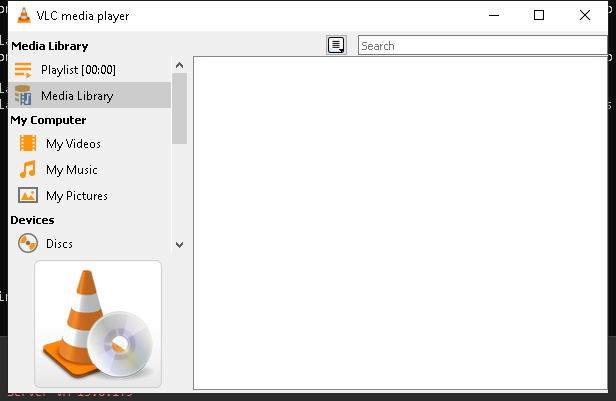 VLC media player
Media Library
Search
Playlist [00:00]
Media Library
My Computer
My Videos
My Music
My Pictures
Devices
Discs